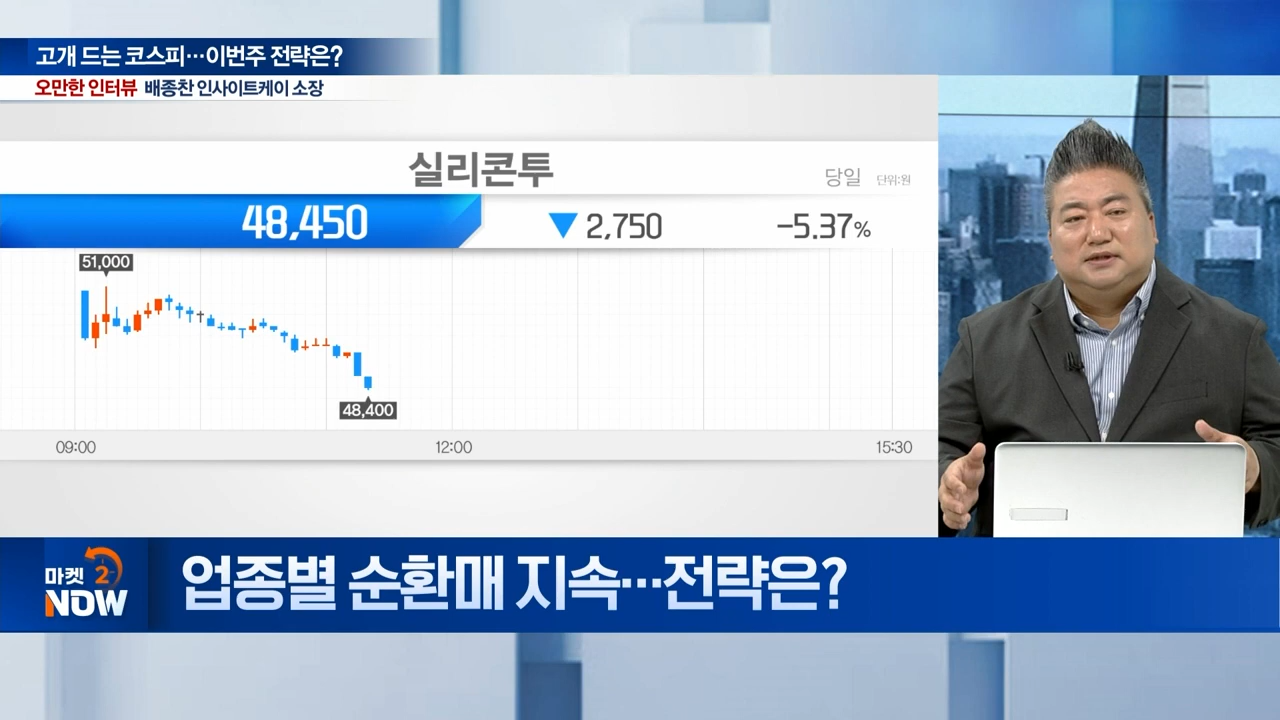 고개 드는 코스피…이번주 전략은?
오만한 인터뷰 배종찬 인사이트케이 소장
실리콘투
당일 단위:원
48,450 ▼ 2,750 -5.37%
51,000
48,400
09:00 12:00 15:30
마켓 2
NOW
업종별 순환매 지속…전략은?